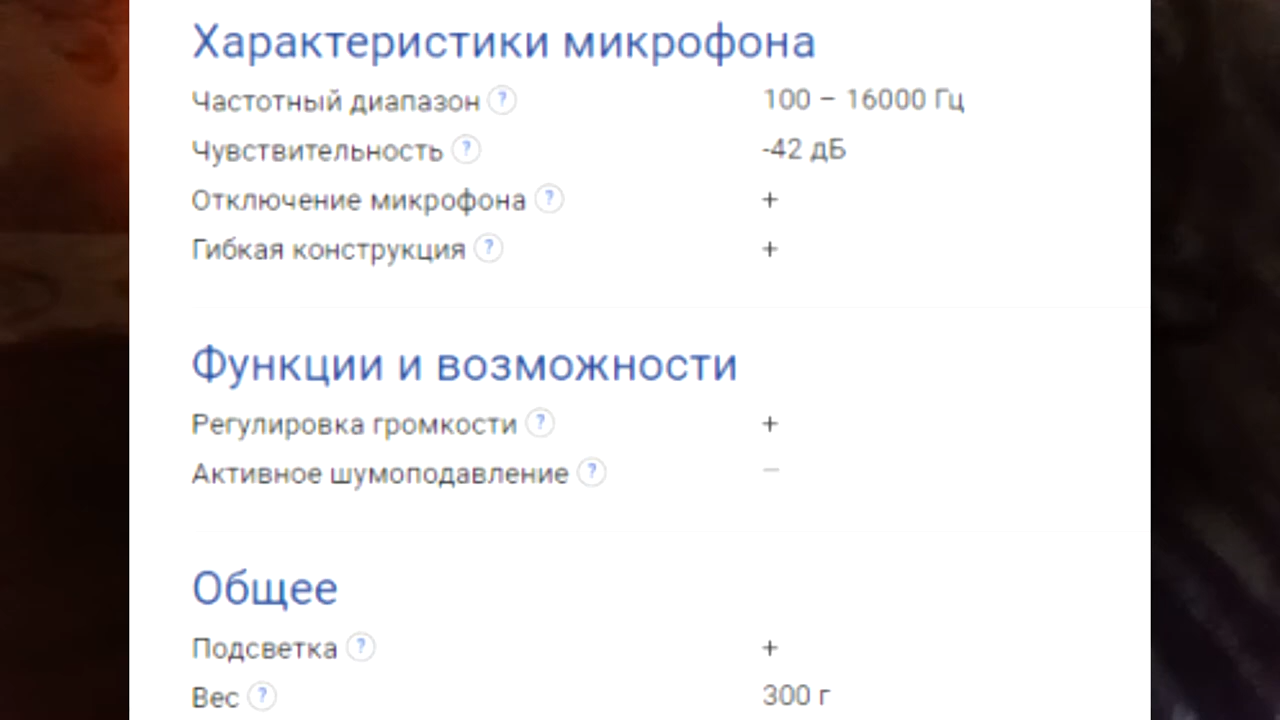 Характеристики микрофона
Частотный диапазон ? 100 – 16000 Гц
Чувствительность ? -42 дБ
Отключение микрофона ? +
Гибкая конструкция ? +
Функции и возможности
Регулировка громкости ? +
Активное шумоподавление ? –
Общее
Подсветка ? +
Вес ? 300 г